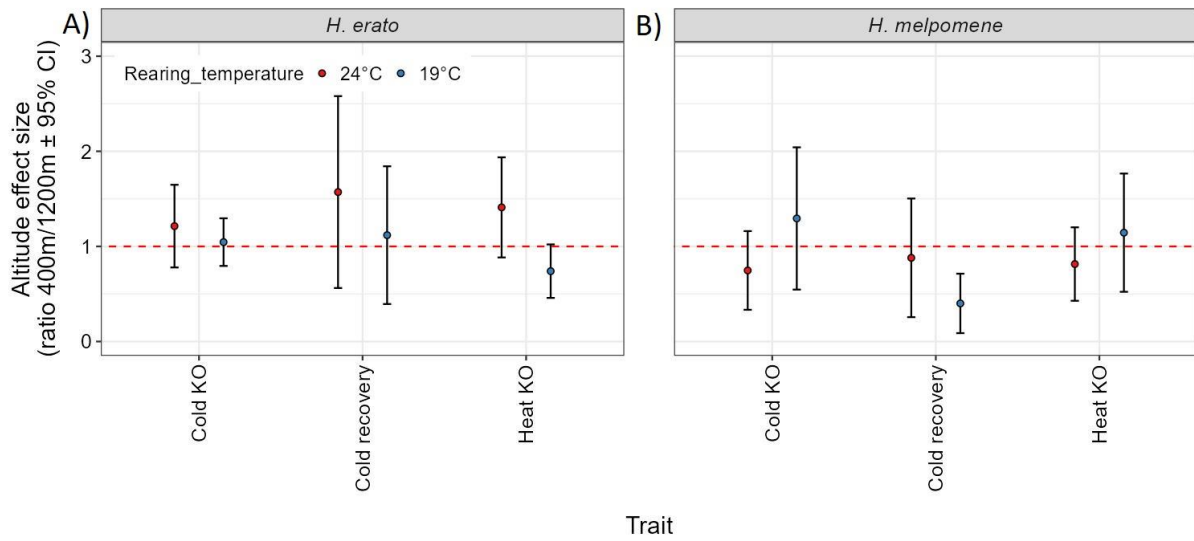 A)
H. erato
B)
H. melpomene
Altitude effect size
(ratio 400m/1200m ± 95% CI)
3
2
1
0
Rearing_temperature 24°C 19°C
Cold KO
Cold recovery
Heat KO
Cold KO
Cold recovery
Heat KO
Trait